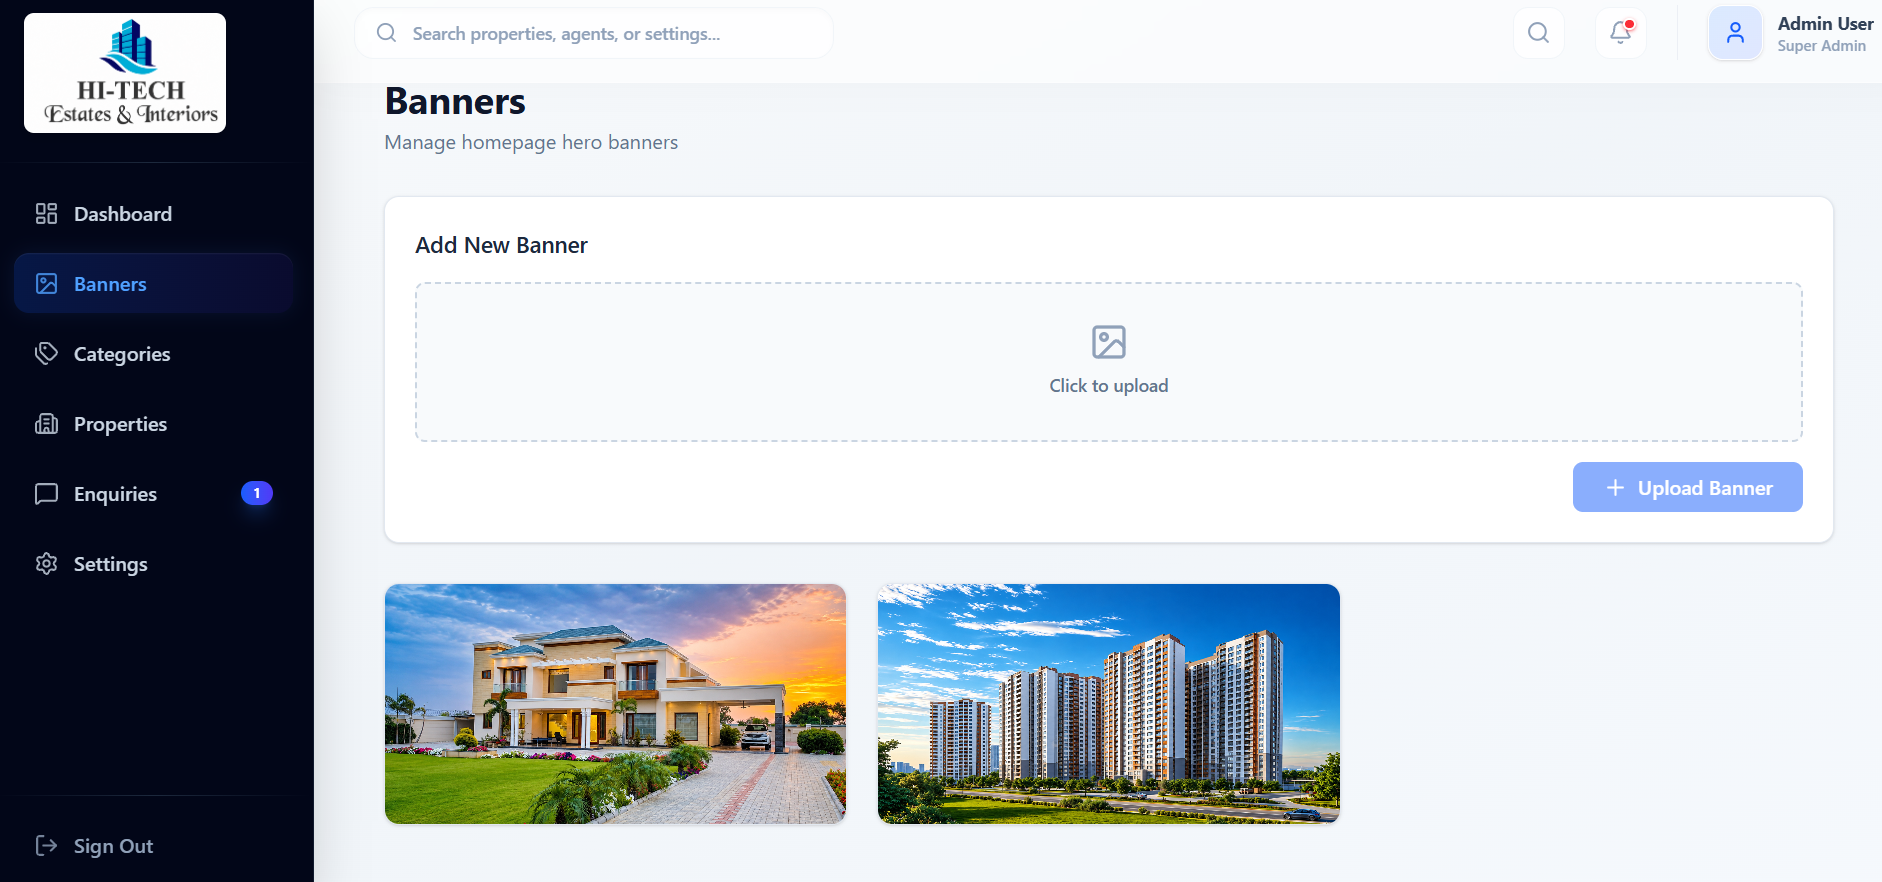 HI-TECH
Estates & Interiors
Search properties, agents, or settings...
Admin User
Super Admin
Dashboard
Banners
Categories
Properties
Enquiries 1
Settings
Sign Out
Banners
Manage homepage hero banners
Add New Banner
Click to upload
Upload Banner